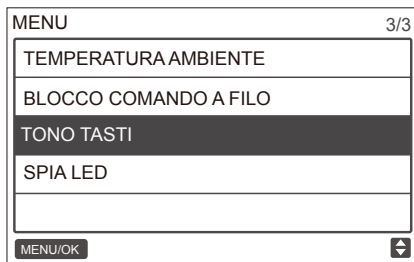 MENU 3/3
TEMPERATURA AMBIENTE
BLOCCO COMANDO A FILO
TONO TASTI
SPIA LED
MENU/OK